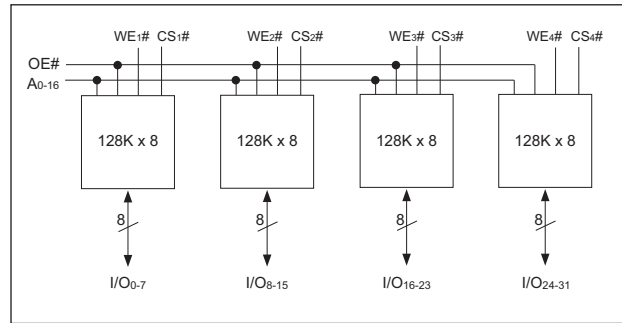 WE1# CS1# WE2# CS2# WE3# CS3# WE4# CS4#
OE#
A0-16
128K x 8 128K x 8 128K x 8 128K x 8
8 8 8 8
I/O0-7 I/O8-15 I/O16-23 I/O24-31